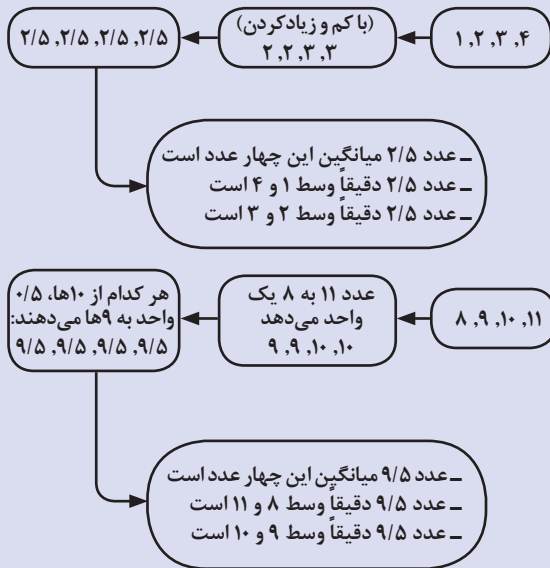 ۱, ۲, ۳, ۴
(با کم و زیادکردن)
۲, ۲, ۳, ۳
۲/۵, ۲/۵, ۲/۵, ۲/۵
ـ عدد ۲/۵ میانگین این چهار عدد است
ـ عدد ۲/۵ دقیقاً وسط ۱ و ۴ است
ـ عدد ۲/۵ دقیقاً وسط ۲ و ۳ است
۸, ۹, ۱۰, ۱۱
عدد ۱۱ به ۸ یک
واحد می‌دهد
۹, ۹, ۱۰, ۱۰
هر کدام از ۱۰ها، ۰/۵
واحد به ۹ها می‌دهند:
۹/۵, ۹/۵, ۹/۵, ۹/۵
ـ عدد ۹/۵ میانگین این چهار عدد است
ـ عدد ۹/۵ دقیقاً وسط ۸ و ۱۱ است
ـ عدد ۹/۵ دقیقاً وسط ۹ و ۱۰ است